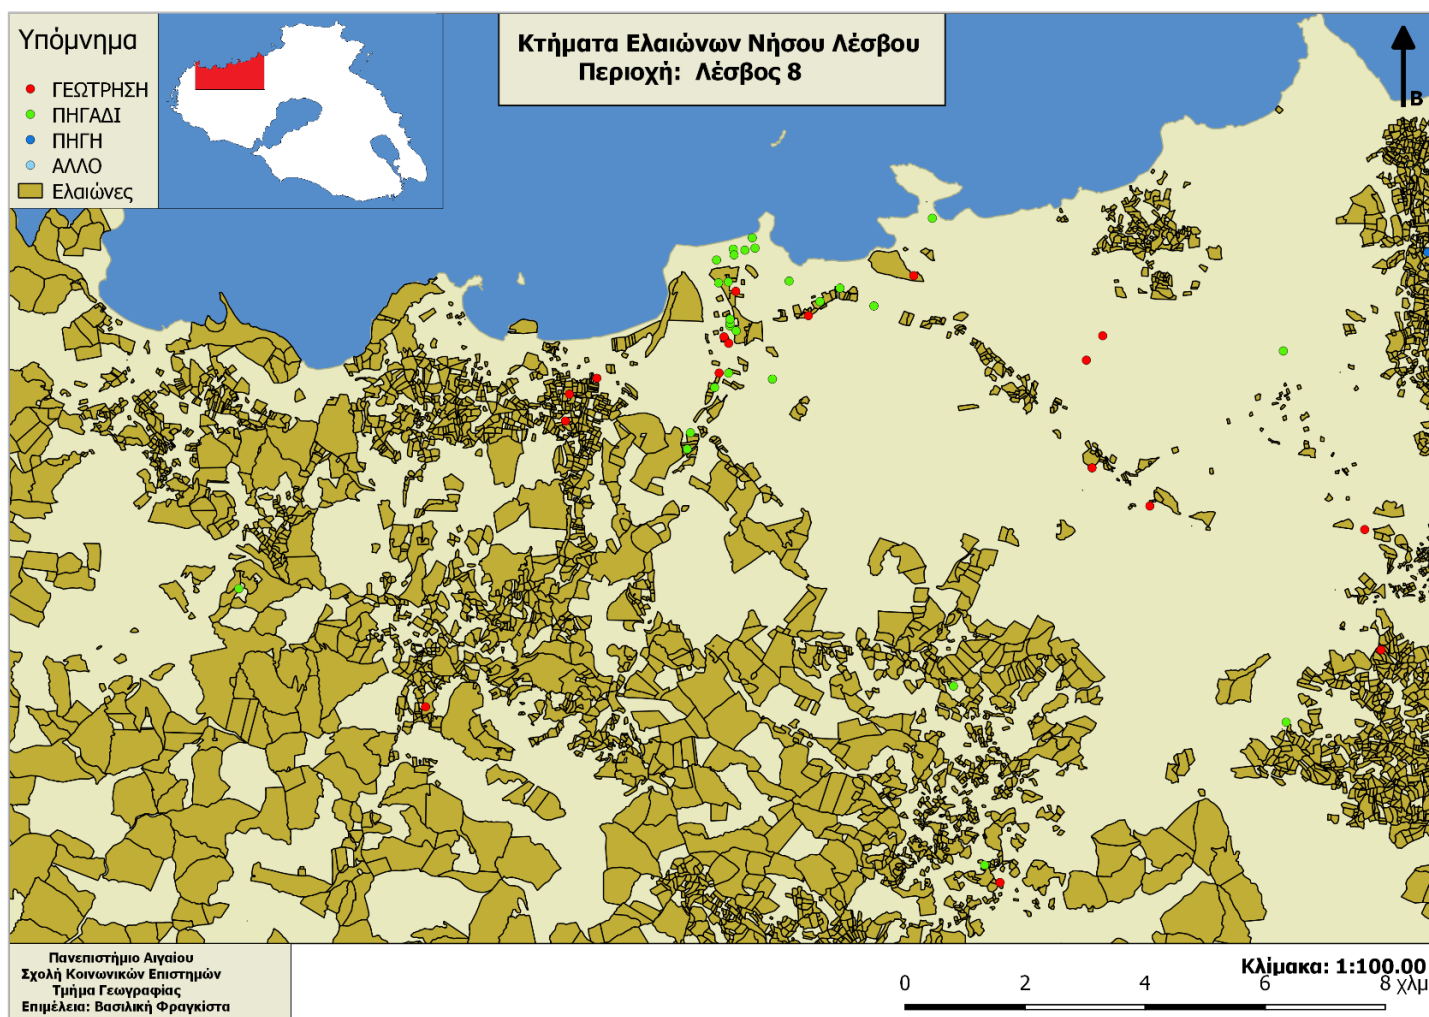 Υπόμνημα
ΓΕΩΤΡΗΣΗ
ΠΗΓΑΔΙ
ΠΗΓΗ
ΑΛΛΟ
Ελαιώνες
Κτήματα Ελαιώνων Νήσου Λέσβου
Περιοχή: Λέσβος 8
Β
Πανεπιστήμιο Αιγαίου
Σχολή Κοινωνικών Επιστημών
Τμήμα Γεωγραφίας
Επιμέλεια: Βασιλική Φραγκίστα
Κλίμακα: 1:100.00
0 2 4 6 8 χλμ